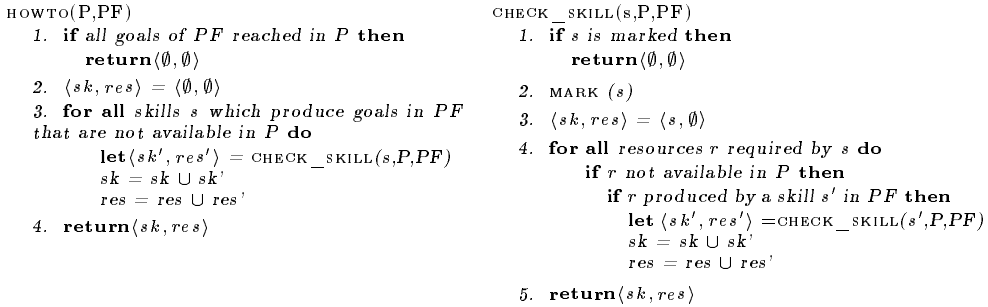 HOWTO(P,PF)
1. if all goals of PF reached in P then
return⟨∅, ∅⟩
2. ⟨sk, res⟩ = ⟨∅, ∅⟩
3. for all skills s which produce goals in PF
that are not available in P do
let⟨sk′, res′⟩ = CHECK_SKILL(s,P,PF)
sk = sk ∪ sk'
res = res ∪ res'
4. return⟨sk, res⟩
CHECK_SKILL(s,P,PF)
1. if s is marked then
return⟨∅, ∅⟩
2. MARK (s)
3. ⟨sk, res⟩ = ⟨s, ∅⟩
4. for all resources r required by s do
if r not available in P then
if r produced by a skill s′ in PF then
let ⟨sk′, res′⟩ =CHECK_SKILL(s′,P,PF)
sk = sk ∪ sk'
res = res ∪ res'
5. return⟨sk, res⟩